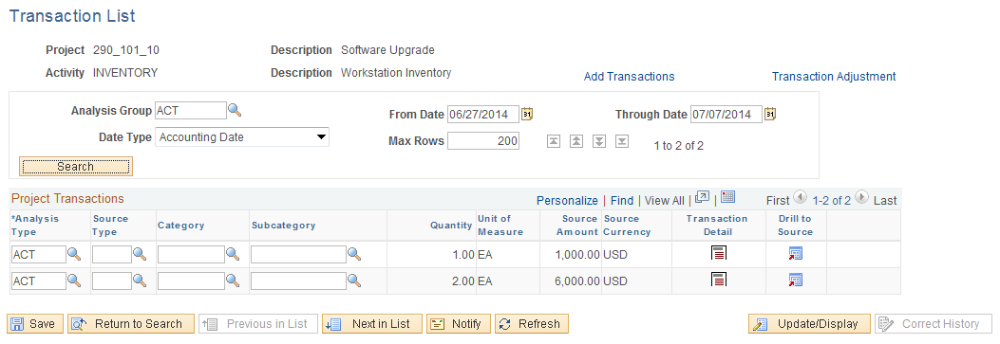 Transaction List
Project 290_101_10 Description Software Upgrade
Activity INVENTORY Description Workstation Inventory
Add Transactions Transaction Adjustment
Analysis Group ACT From Date 06/27/2014 31 Through Date 07/07/2014 31
Date Type Accounting Date Max Rows 200 1 to 2 of 2
Search
Project Transactions Personalize | Find | View All | | First 1-2 of 2 Last
*Analysis Type Source Type Category Subcategory Quantity Unit of Measure Source Amount Source Currency Transaction Detail Drill to Source
ACT 1.00 EA 1,000.00 USD
ACT 2.00 EA 6,000.00 USD
Save Return to Search Previous in List Next in List Notify Refresh Update/Display Correct History